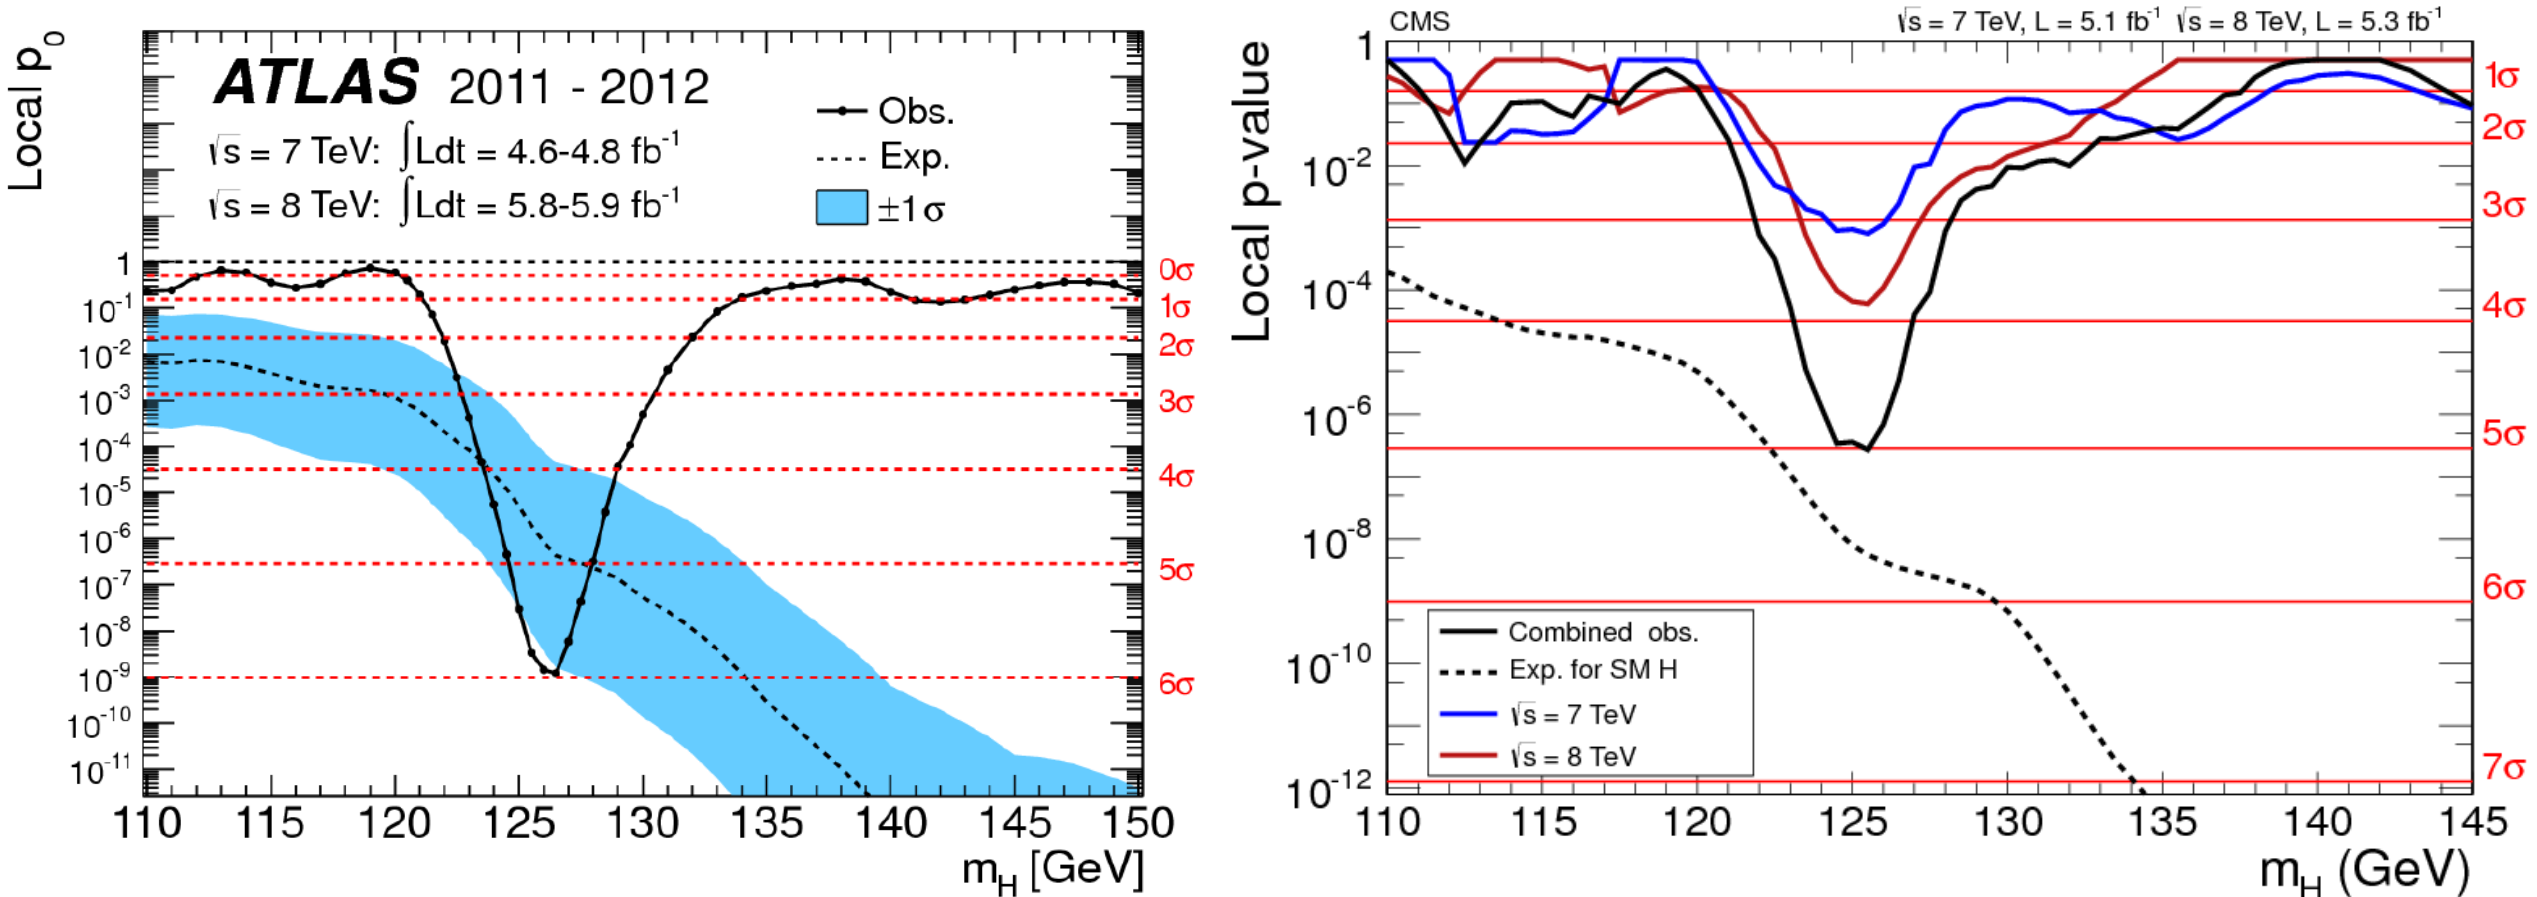 ATLAS 2011 - 2012
√s = 7 TeV: ∫Ldt = 4.6-4.8 fb⁻¹
√s = 8 TeV: ∫Ldt = 5.8-5.9 fb⁻¹
Obs.
Exp.
±1σ
Local p₀
1
10⁻¹
10⁻²
10⁻³
10⁻⁴
10⁻⁵
10⁻⁶
10⁻⁷
10⁻⁸
10⁻⁹
10⁻¹⁰
10⁻¹¹
0σ
1σ
2σ
3σ
4σ
5σ
6σ
110 115 120 125 130 135 140 145 150
m_H [GeV]
CMS √s = 7 TeV, L = 5.1 fb⁻¹ √s = 8 TeV, L = 5.3 fb⁻¹
Local p-value
1
10⁻²
10⁻⁴
10⁻⁶
10⁻⁸
10⁻¹⁰
10⁻¹²
1σ
2σ
3σ
4σ
5σ
6σ
7σ
Combined obs.
Exp. for SM H
√s = 7 TeV
√s = 8 TeV
110 115 120 125 130 135 140 145
m_H (GeV)